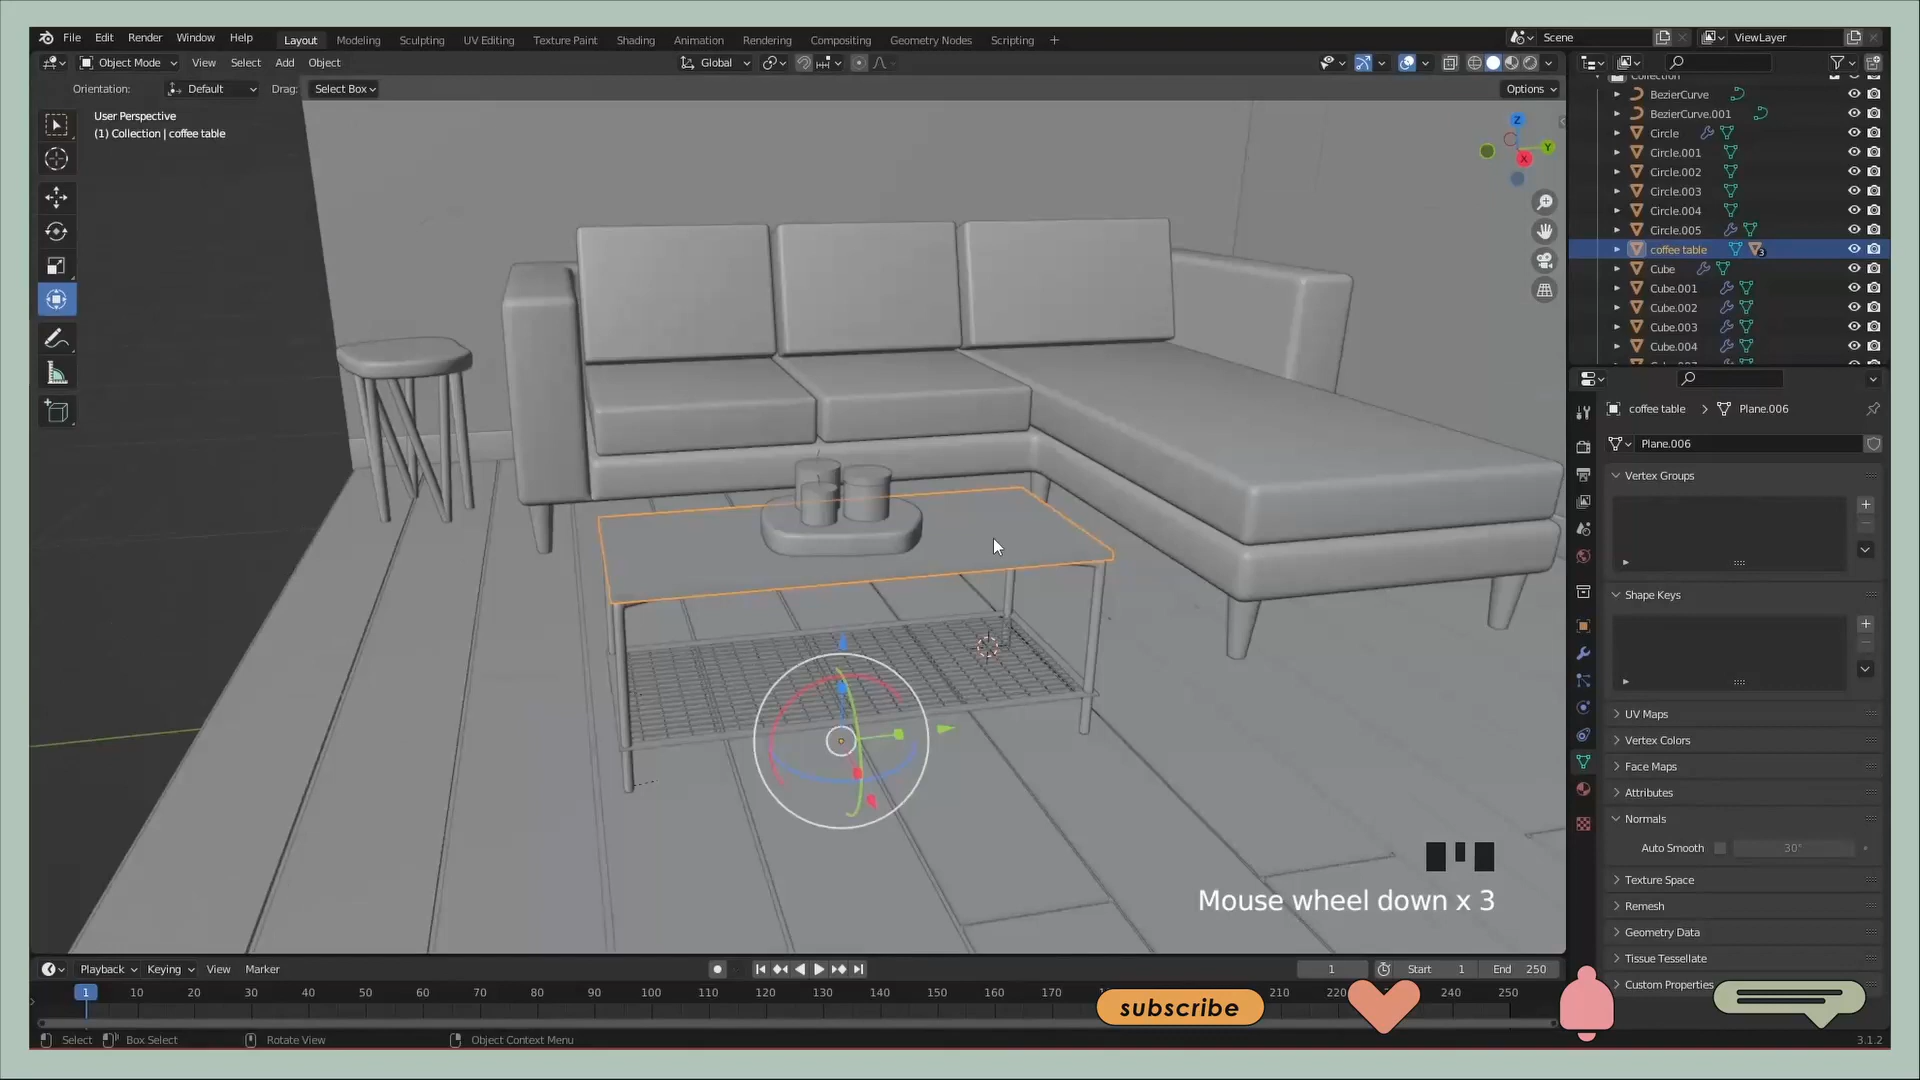 File Edit Render Window Help Layout Modeling Sculpting UV Editing Texture Paint Shading Animation Rendering Compositing Geometry Nodes Scripting + Scene ViewLayer
Object Mode View Select Add Object Global
Orientation: Default Drag: Select Box Options
User Perspective
(1) Collection | coffee table
Z
Y
X
Collection
BezierCurve
BezierCurve.001
Circle
Circle.001
Circle.002
Circle.003
Circle.004
Circle.005
coffee table 3
Cube
Cube.001
Cube.002
Cube.003
Cube.004
coffee table > Plane.006
Plane.006
Vertex Groups
Shape Keys
UV Maps
Vertex Colors
Face Maps
Attributes
Normals
Auto Smooth 30°
Texture Space
Remesh
Geometry Data
Tissue Tessellate
Custom Properties
Mouse wheel down x 3
Playback Keying View Marker 1 Start 1 End 250
1 10 20 30 40 50 60 70 80 90 100 110 120 130 140 150 160 170 210 220 240 250
subscribe
Select Box Select Rotate View Object Context Menu 3.1.2